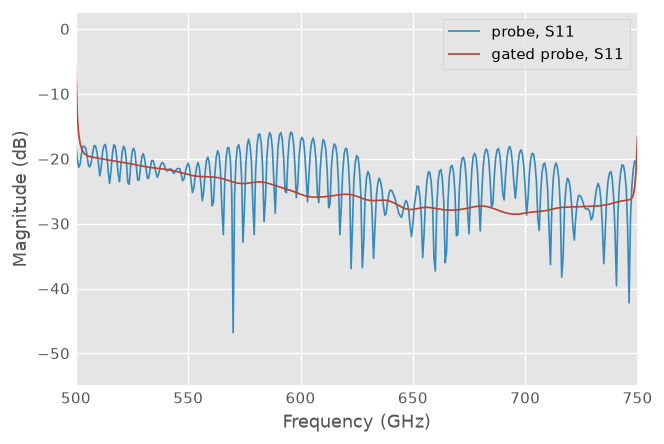 probe, S11
gated probe, S11
Magnitude (dB)
0
−10
−20
−30
−40
−50
500 550 600 650 700 750
Frequency (GHz)